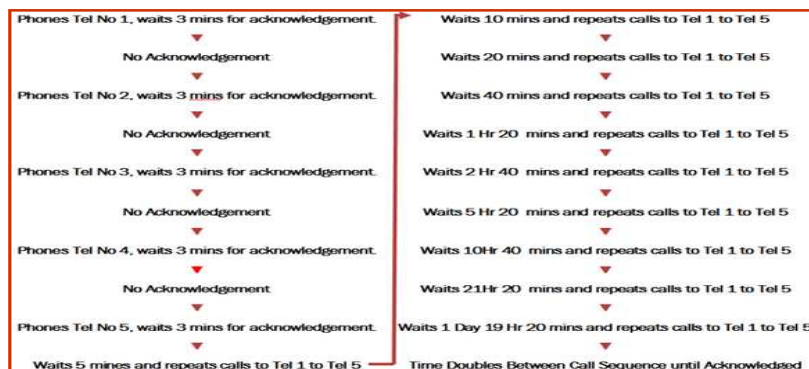 Phones Tel No 1, waits 3 mins for acknowledgement.
No Acknowledgement
Phones Tel No 2, waits 3 mins for acknowledgement.
No Acknowledgement
Phones Tel No 3, waits 3 mins for acknowledgement.
No Acknowledgement
Phones Tel No 4, waits 3 mins for acknowledgement.
No Acknowledgement
Phones Tel No 5, waits 3 mins for acknowledgement.
Waits 5 mines and repeats calls to Tel 1 to Tel 5
Waits 10 mins and repeats calls to Tel 1 to Tel 5
Waits 20 mins and repeats calls to Tel 1 to Tel 5
Waits 40 mins and repeats calls to Tel 1 to Tel 5
Waits 1 Hr 20 mins and repeats calls to Tel 1 to Tel 5
Waits 2 Hr 40 mins and repeats calls to Tel 1 to Tel 5
Waits 5 Hr 20 mins and repeats calls to Tel 1 to Tel 5
Waits 10Hr 40 mins and repeats calls to Tel 1 to Tel 5
Waits 21Hr 20 mins and repeats calls to Tel 1 to Tel 5
Waits 1 Day 19 Hr 20 mins and repeats calls to Tel 1 to Tel 5
Time Doubles Between Call Sequence until Acknowledged